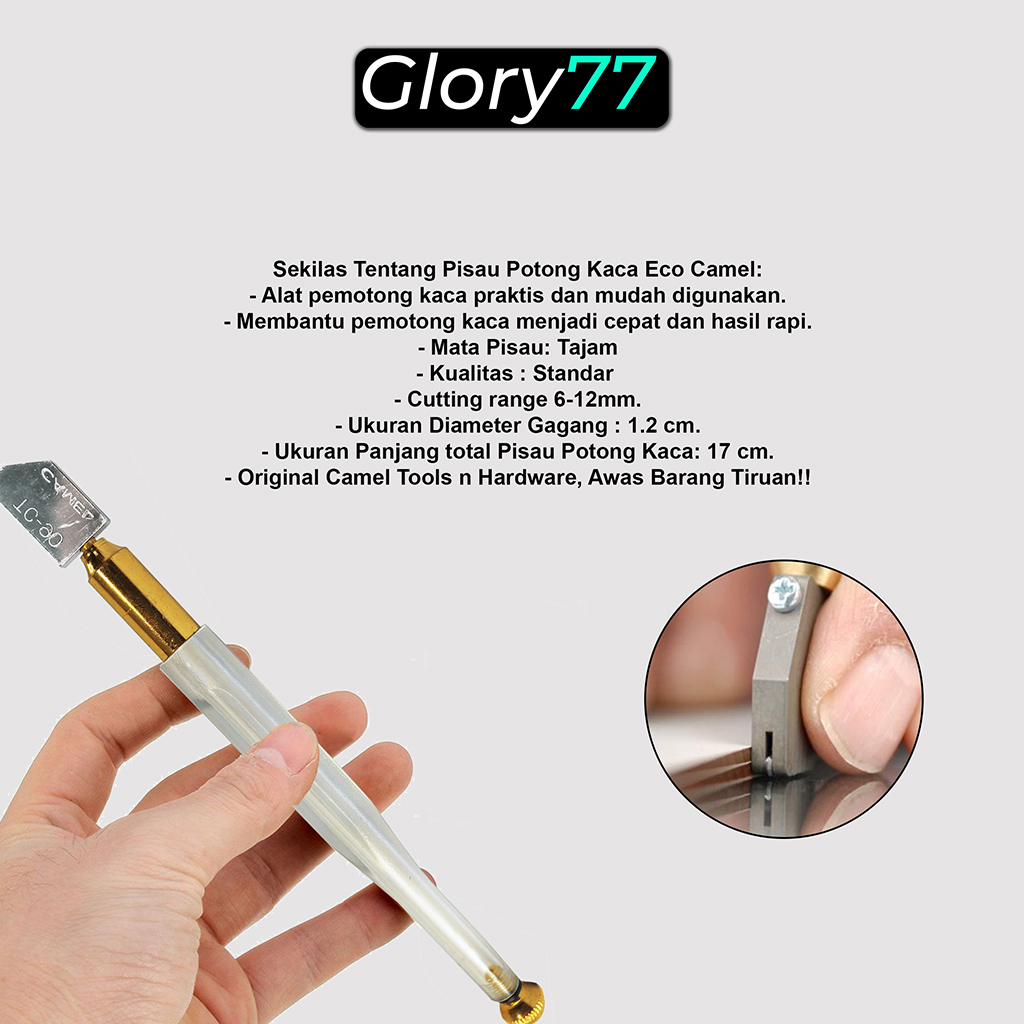 Glory77
Sekilas Tentang Pisau Potong Kaca Eco Camel:
- Alat pemotong kaca praktis dan mudah digunakan.
- Membantu pemotong kaca menjadi cepat dan hasil rapi.
- Mata Pisau: Tajam
- Kualitas : Standar
- Cutting range 6-12mm.
- Ukuran Diameter Gagang : 1.2 cm.
- Ukuran Panjang total Pisau Potong Kaca: 17 cm.
- Original Camel Tools n Hardware, Awas Barang Tiruan!!
CAMEL
TC-90